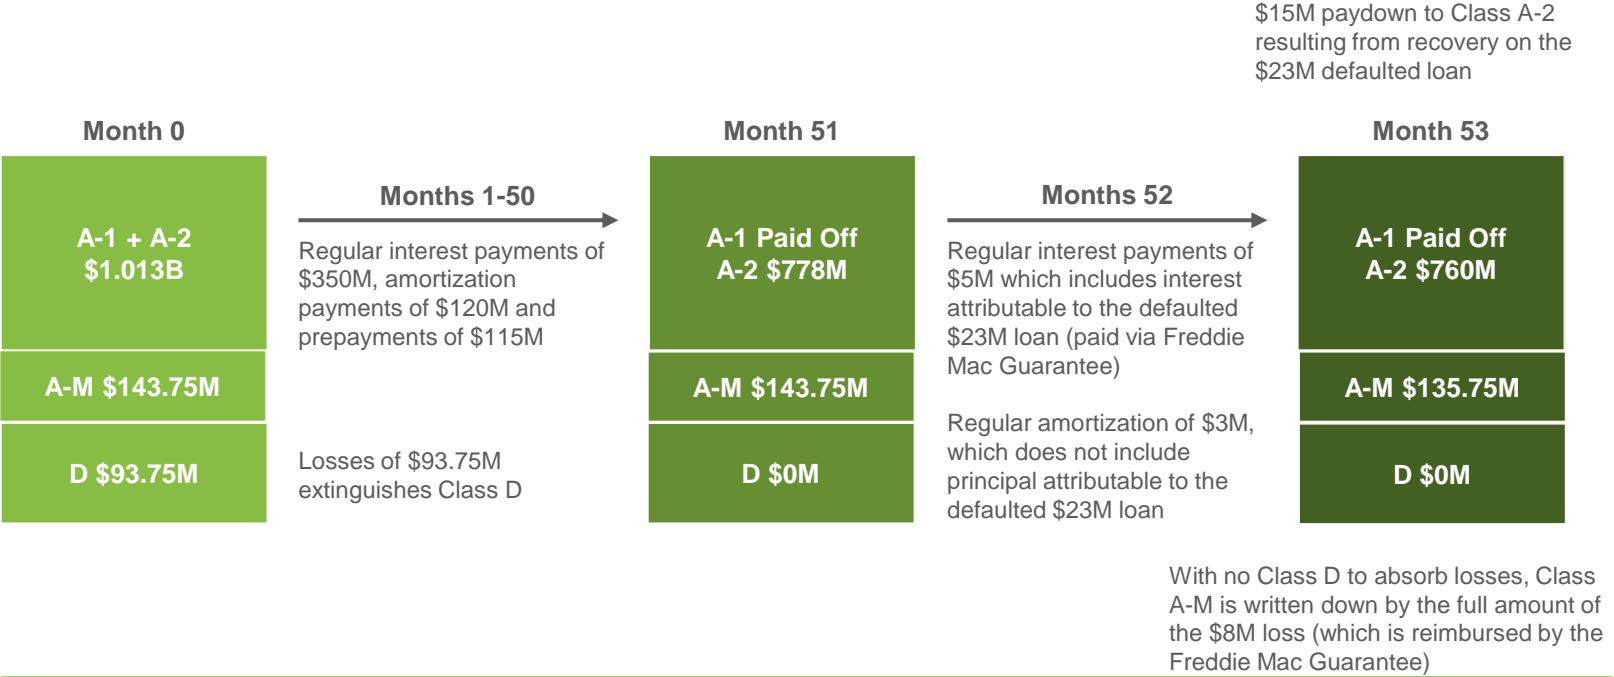 $15M paydown to Class A-2
resulting from recovery on the
$23M defaulted loan
Month 0
Month 51
Month 53
A-1 + A-2
$1.013B
A-M $143.75M
D $93.75M
Months 1-50
Regular interest payments of
$350M, amortization
payments of $120M and
prepayments of $115M
Losses of $93.75M
extinguishes Class D
A-1 Paid Off
A-2 $778M
A-M $143.75M
D $0M
Months 52
Regular interest payments of
$5M which includes interest
attributable to the defaulted
$23M loan (paid via Freddie
Mac Guarantee)
Regular amortization of $3M,
which does not include
principal attributable to the
defaulted $23M loan
A-1 Paid Off
A-2 $760M
A-M $135.75M
D $0M
With no Class D to absorb losses, Class
A-M is written down by the full amount of
the $8M loss (which is reimbursed by the
Freddie Mac Guarantee)